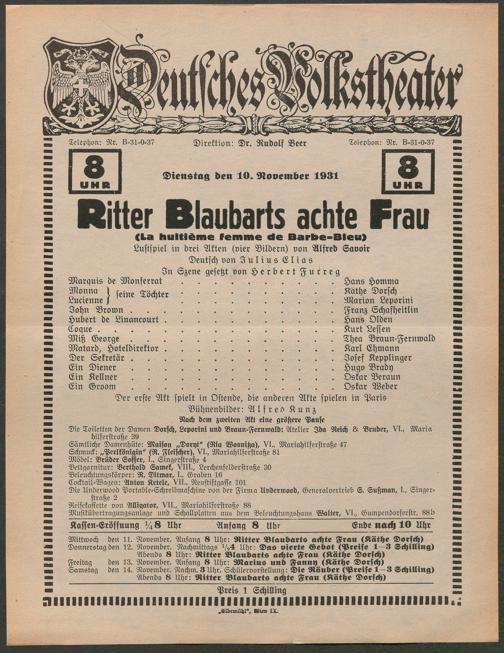 Deutsches Volkstheater
Telephon: Nr. B-31-0-37 Direktion: Dr. Rudolf Beer Telephon: Nr. B-31-0-37
8 UHR Dienstag den 10. November 1931 8 UHR
Ritter Blaubarts achte Frau
(La huitième femme de Barbe-Bleu)
Lustspiel in drei Akten (vier Bildern) von Alfred Savoir
Deutsch von Julius Elias
In Szene gesetzt von Herbert Furreg
Marquis de Monferrat . . . . . . . . . . Hans Homma
Monna } seine Töchter . . . . . . . . . . Käthe Dorsch
Lucienne } . . . . . . . . . . Marion Leporini
John Brown . . . . . . . . . . Franz Schafheitlin
Hubert de Linancourt . . . . . . . . . . Hans Olden
Coque . . . . . . . . . . Kurt Lessen
Miß George . . . . . . . . . . Thea Braun-Fernwald
Matard, Hoteldirektor . . . . . . . . . . Karl Ehmann
Der Sekretär . . . . . . . . . . Josef Kepplinger
Ein Diener . . . . . . . . . . Hugo Brady
Ein Kellner . . . . . . . . . . Oskar Beraun
Ein Groom . . . . . . . . . . Oskar Weber
Der erste Akt spielt in Ostende, die anderen Akte spielen in Paris
Bühnenbilder: Alfred Kunz
Nach dem zweiten Akt eine größere Pause
Die Toiletten der Damen Dorsch, Leporini und Braun-Fernwald: Atelier Ida Reich & Bruder, VI., Maria
hilferstraße 39
Sämtliche Damenhüte: Maison „Doryt“ (Ria Woynitza), VI., Mariahilferstraße 47
Schmuck: „Perlkönigin“ (R. Fleischer), VI., Mariahilferstraße 81
Möbel: Brüder Soffer, I., Singerstraße 4
Bettgarnitur: Berthold Samek, VIII., Lerchenfelderstraße 30
Beleuchtungskörper: R. Ditmar, I., Graben 16
Cocktail-Wagen: Anton Kristle, VII., Neustiftgasse 101
Die Underwood Portable-Schreibmaschine von der Firma Underwood, Generalvertrieb S. Sußman, I., Singer-
straße 2
Reisekassette von Alligator, VII., Mariahilferstraße 88
Musikübertragungsanlage und Schallplatten aus dem Beleuchtungshaus Walter, VI., Gumpendorferstr. 88b
Kassen-Eröffnung ¼8 Uhr Anfang 8 Uhr Ende nach 10 Uhr
Mittwoch den 11. November. Anfang 8 Uhr: Ritter Blaubarts achte Frau (Käthe Dorsch)
Donnerstag den 12. November. Nachmittags ¼4 Uhr: Das vierte Gebot (Preise 1—3 Schilling)
Abends 8 Uhr: Ritter Blaubarts achte Frau (Käthe Dorsch)
Freitag den 13. November. Anfang 8 Uhr: Marius und Fanny (Käthe Dorsch)
Samstag den 14. November. Nachm. 3 Uhr. Schülervorstellung: Die Räuber (Preise 1—3 Schilling)
Abends 8 Uhr: Ritter Blaubarts achte Frau (Käthe Dorsch)
Preis 1 Schilling
„Elbemühl“, Wien IX.